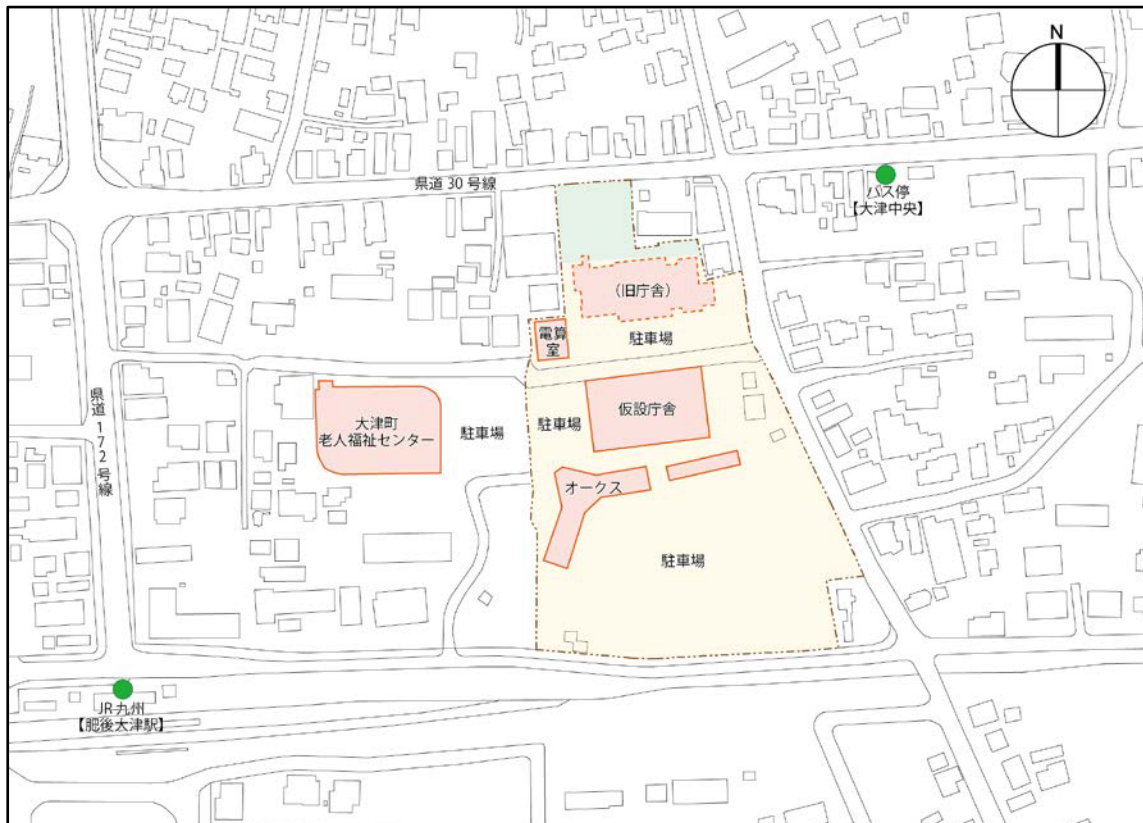 N
県道 30 号線
バス停
【大津中央】
(旧庁舎)
電算
室
駐車場
県道 172 号線
大津町
老人福祉センター
駐車場
駐車場
仮設庁舎
オークス
駐車場
JR 九州
【肥後大津駅】